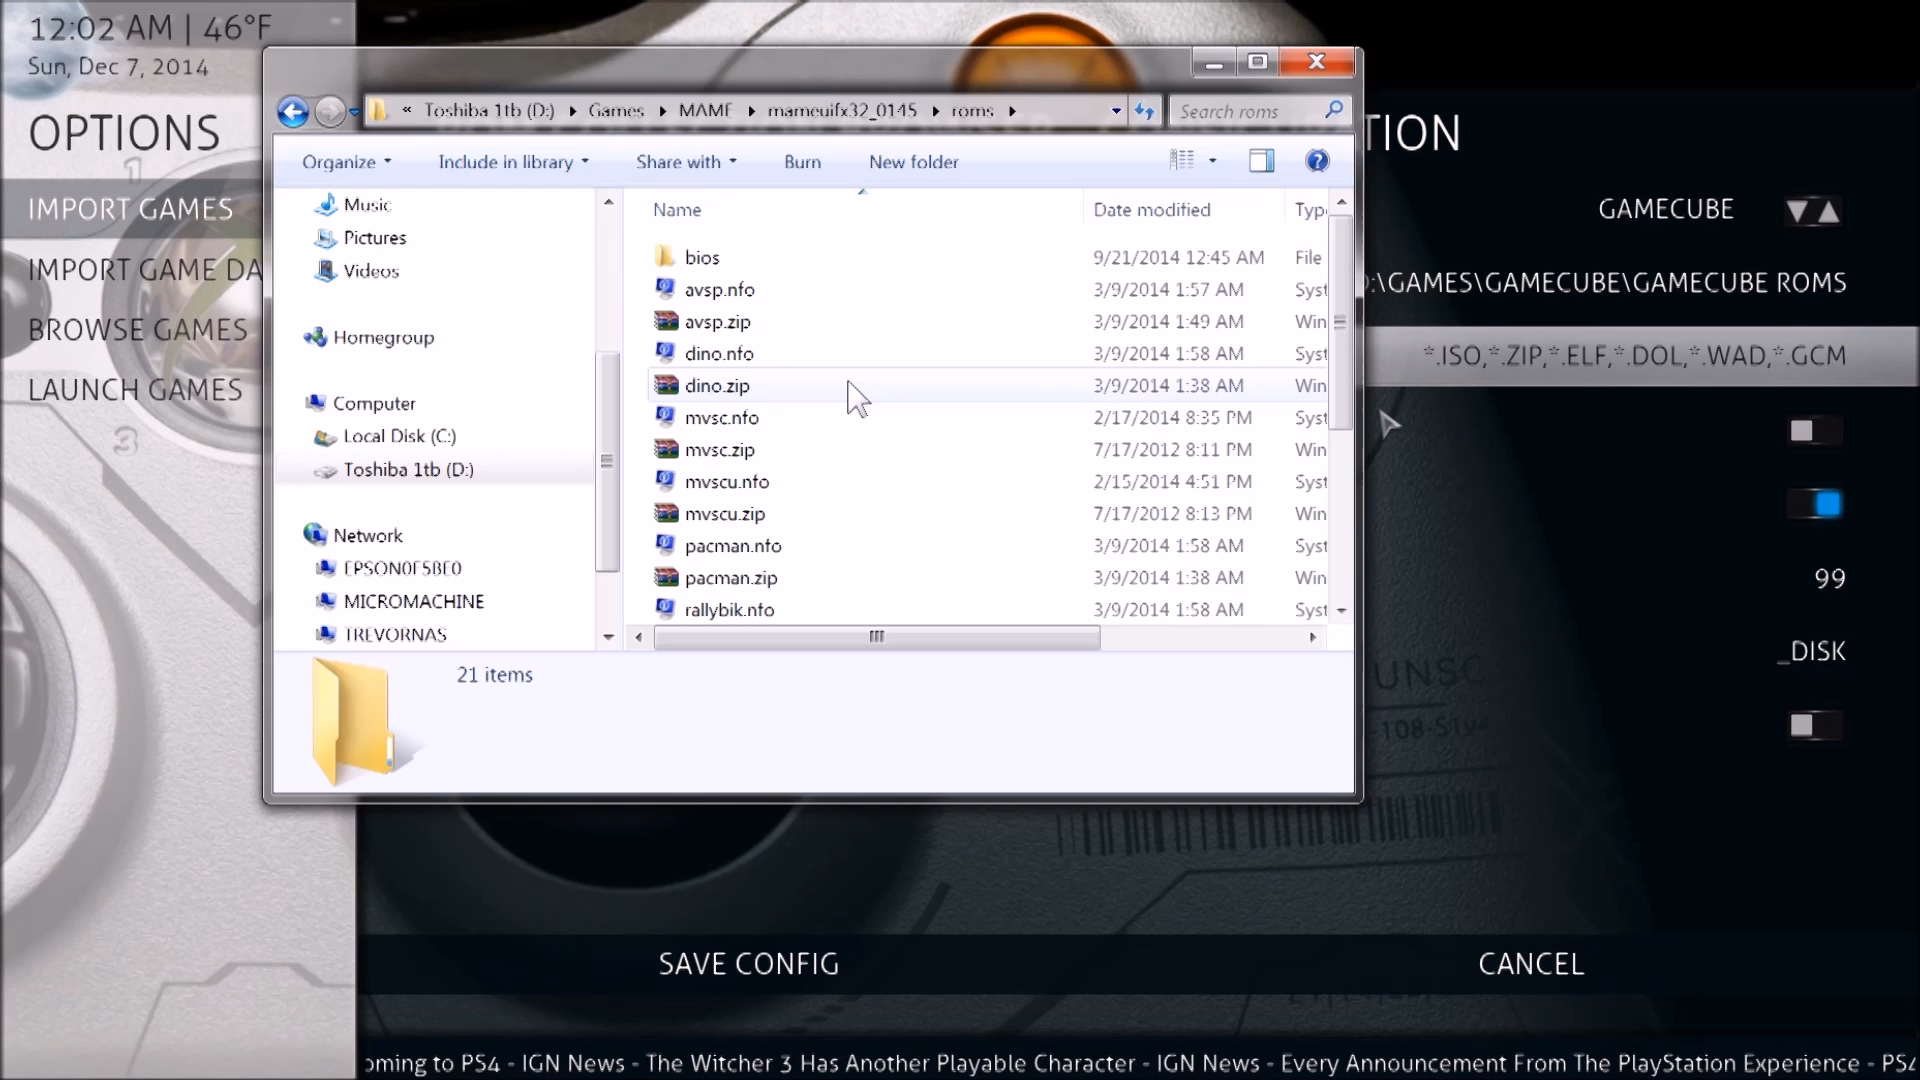 12:02 AM | 46°F
Sun, Dec 7, 2014
OPTIONS
IMPORT GAMES
IMPORT GAME DA
BROWSE GAMES
LAUNCH GAMES
1
3
« Toshiba 1tb (D:) Games MAME mameuifx32_0145 roms
Search roms
Organize Include in library Share with Burn New folder
Music
Pictures
Videos
Homegroup
Computer
Local Disk (C:)
Toshiba 1tb (D:)
Network
EPSON0F5BE0
MICROMACHINE
TREVORNAS
Name Date modified Typ
bios 9/21/2014 12:45 AM File
avsp.nfo 3/9/2014 1:57 AM Syst
avsp.zip 3/9/2014 1:49 AM Win
dino.nfo 3/9/2014 1:58 AM Syst
dino.zip 3/9/2014 1:38 AM Win
mvsc.nfo 2/17/2014 8:35 PM Syst
mvsc.zip 7/17/2012 8:11 PM Win
mvscu.nfo 2/15/2014 4:51 PM Syst
mvscu.zip 7/17/2012 8:13 PM Win
pacman.nfo 3/9/2014 1:58 AM Syst
pacman.zip 3/9/2014 1:38 AM Win
rallybik.nfo 3/9/2014 1:58 AM Syst
21 items
TION
GAMECUBE
:\GAMES\GAMECUBE\GAMECUBE ROMS
*.ISO,*.ZIP,*.ELF,*.DOL,*.WAD,*.GCM
99
_DISK
UNSC
SAVE CONFIG
CANCEL
oming to PS4 - IGN News - The Witcher 3 Has Another Playable Character - IGN News - Every Announcement From The PlayStation Experience - PS4